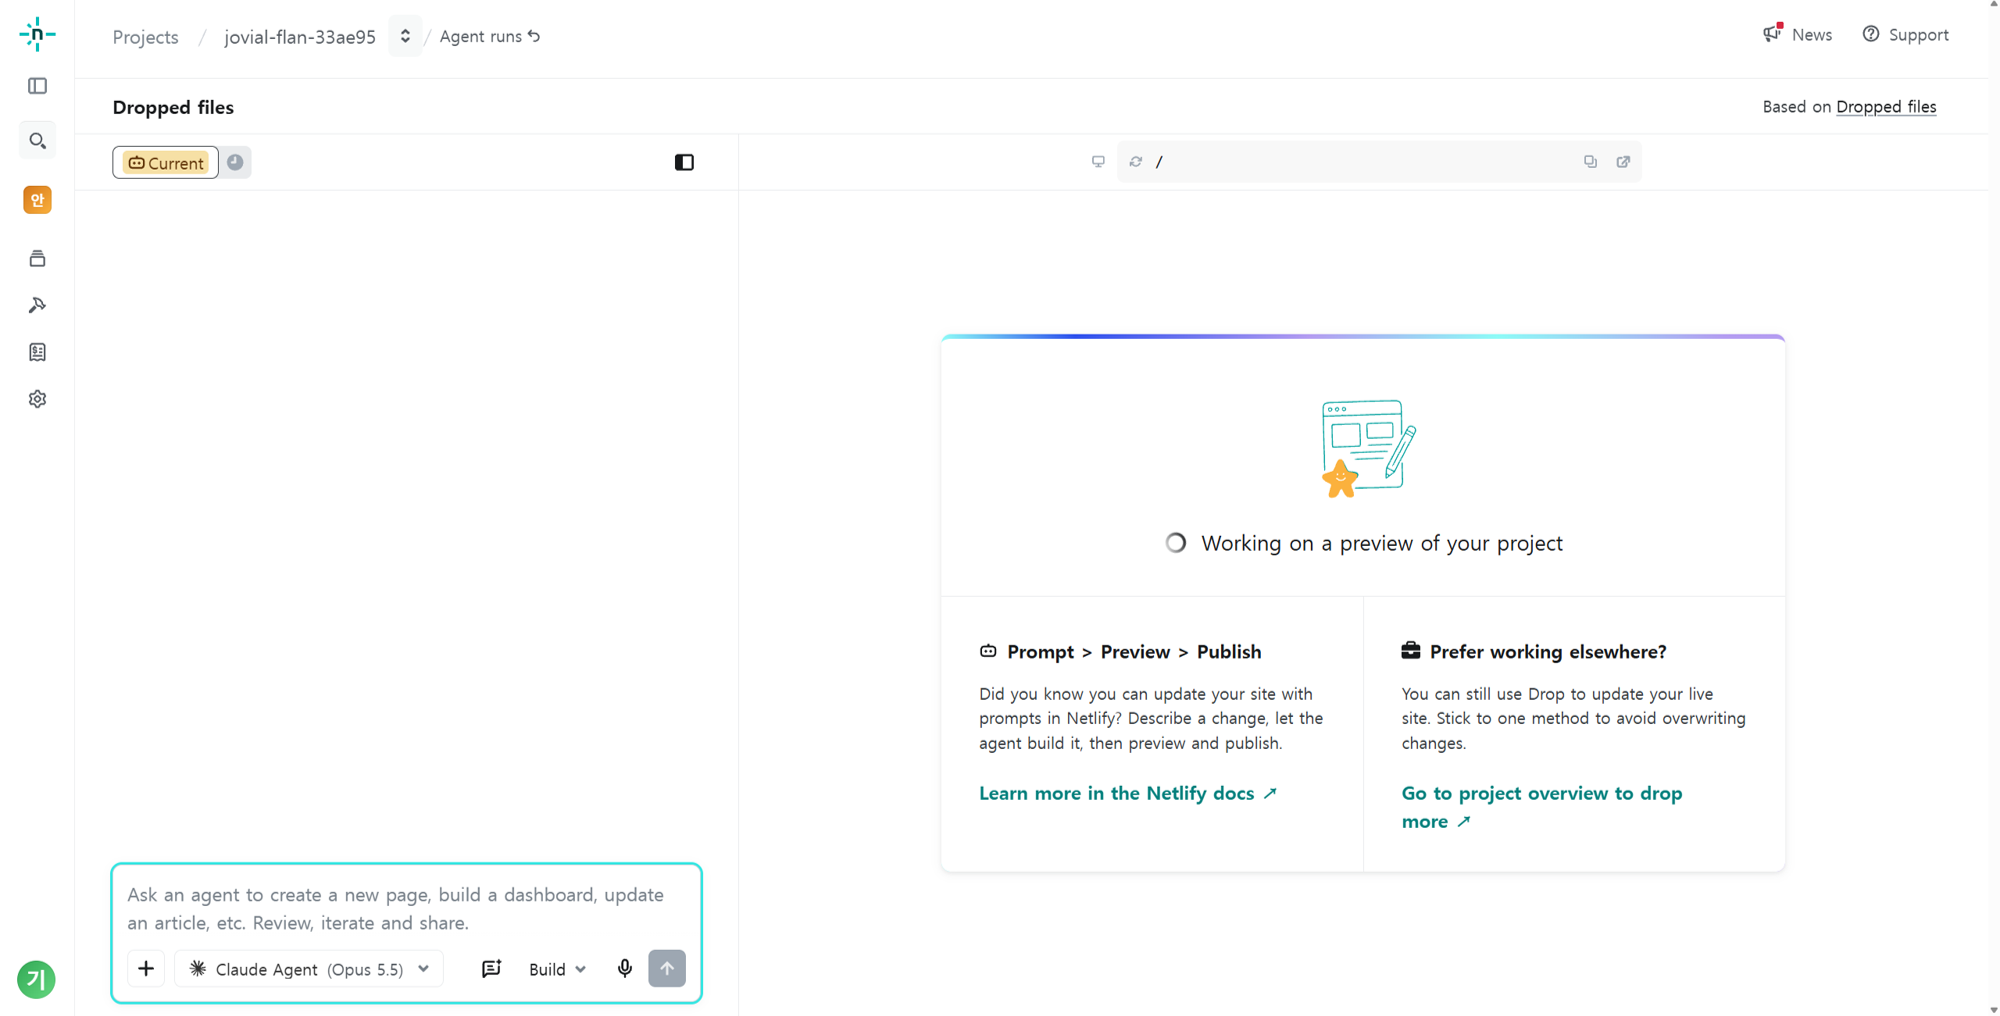 n
Projects / jovial-flan-33ae95 / Agent runs
News
Support
Dropped files
Based on Dropped files
Current
/
안
Working on a preview of your project
Prompt > Preview > Publish
Did you know you can update your site with
prompts in Netlify? Describe a change, let the
agent build it, then preview and publish.
Learn more in the Netlify docs ↗
Prefer working elsewhere?
You can still use Drop to update your live
site. Stick to one method to avoid overwriting
changes.
Go to project overview to drop
more ↗
Ask an agent to create a new page, build a dashboard, update
an article, etc. Review, iterate and share.
Claude Agent (Opus 5.5)
Build
기